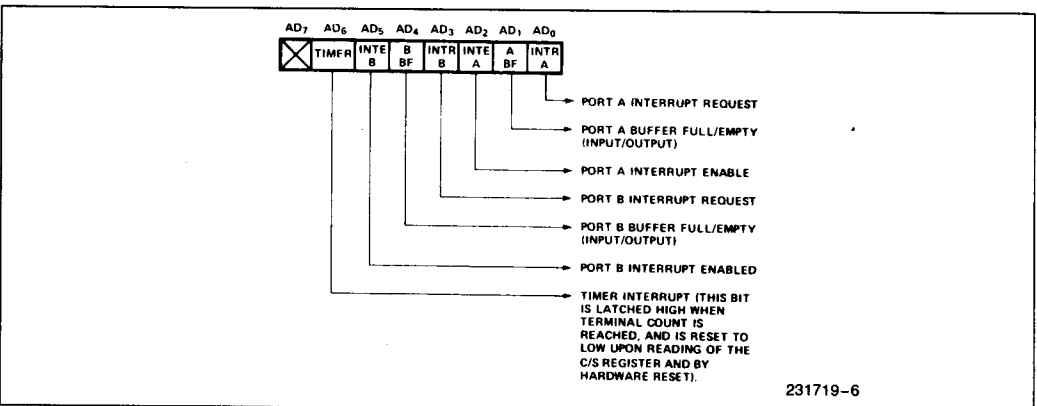 AD7 AD6 AD5 AD4 AD3 AD2 AD1 AD0
TIMER INTE B B BF INTR B INTE A A BF INTR A
PORT A INTERRUPT REQUEST
PORT A BUFFER FULL/EMPTY
(INPUT/OUTPUT)
PORT A INTERRUPT ENABLE
PORT B INTERRUPT REQUEST
PORT B BUFFER FULL/EMPTY
(INPUT/OUTPUT)
PORT B INTERRUPT ENABLED
TIMER INTERRUPT (THIS BIT
IS LATCHED HIGH WHEN
TERMINAL COUNT IS
REACHED, AND IS RESET TO
LOW UPON READING OF THE
C/S REGISTER AND BY
HARDWARE RESET).
231719-6